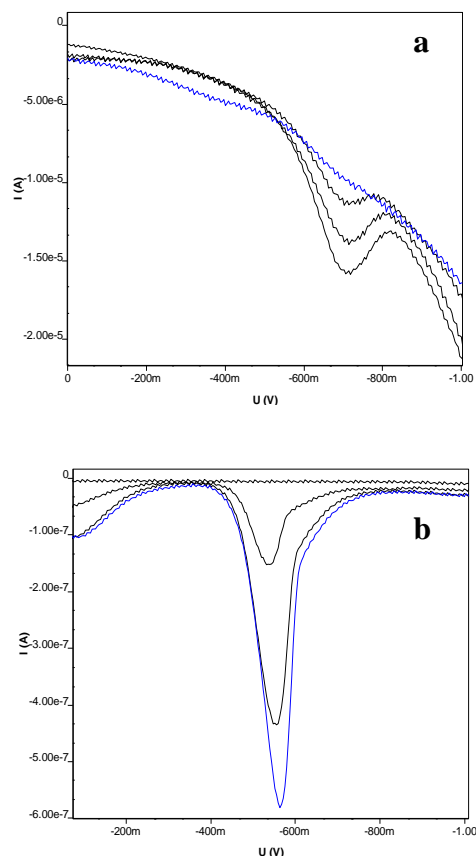 a
0
-5.00e-6
-1.00e-5
-1.50e-5
-2.00e-5
I (A)
0
-200m
-400m
-600m
-800m
-1.00
U (V)
b
0
-1.00e-7
-2.00e-7
-3.00e-7
-4.00e-7
-5.00e-7
-6.00e-7
I (A)
-200m
-400m
-600m
-800m
-1.00
U (V)